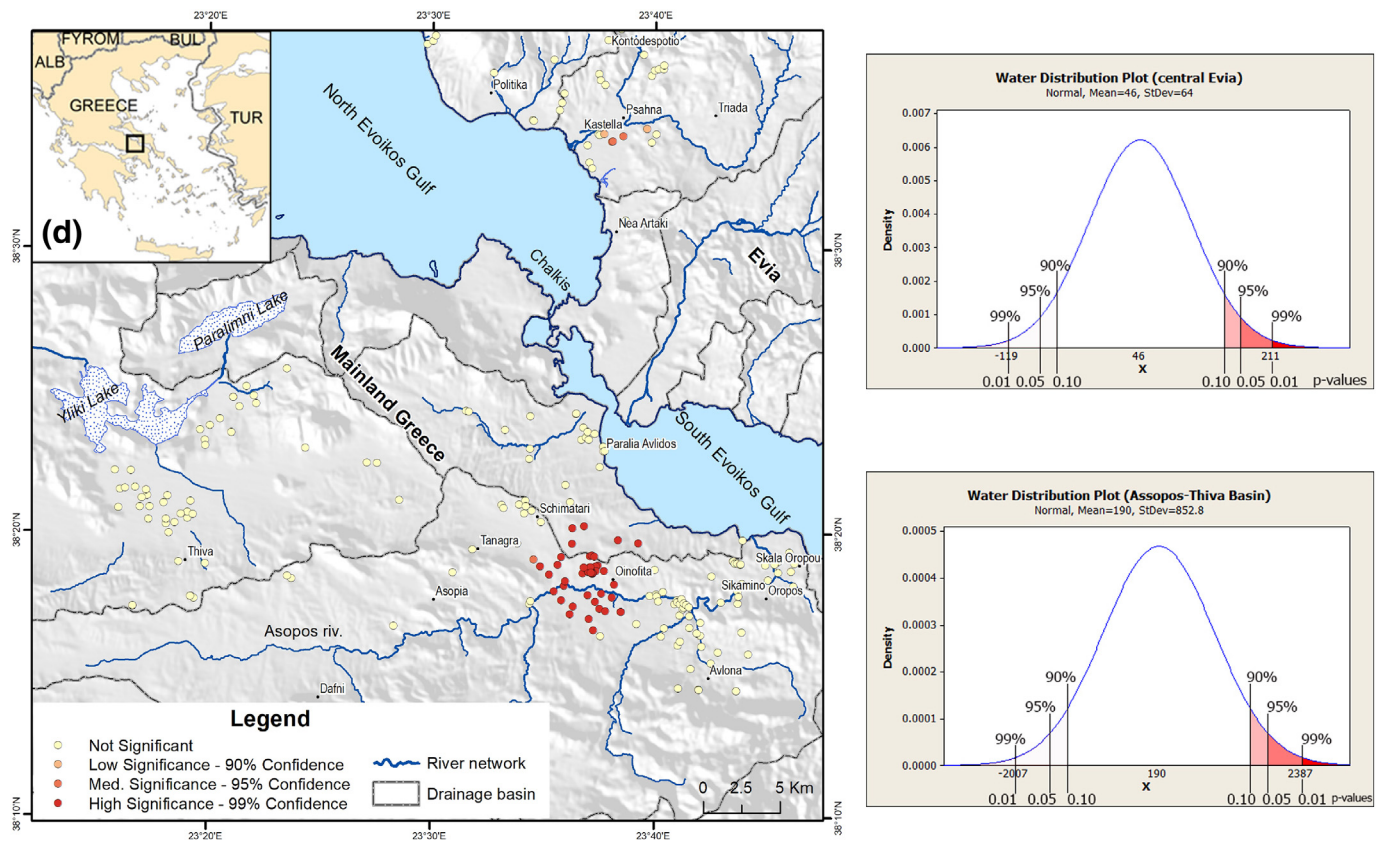 23°20'E
23°30'E
23°40'E
FYROM
BUL
ALB
GREECE
TUR
(d)
Kontodespotio
Politika
Psahna
Triada
Kastella
North Evoikos Gulf
Nea Artaki
38°30'N
38°30'N
Chalkis
Evia
Paralimni Lake
Mainland Greece
Yliki Lake
Paralia Avlidos
South Evoikos Gulf
Schimatari
38°20'N
38°20'N
Tanagra
Thiva
Oinofita
Skala Oropou
Sikamino
Oropos
Asopia
Asopos riv.
Avlona
Dafni
Legend
Not Significant
Low Significance - 90% Confidence
Med. Significance - 95% Confidence
High Significance - 99% Confidence
River network
Drainage basin
0 2.5 5 Km
38°10'N
38°10'N
23°20'E
23°30'E
23°40'E
Water Distribution Plot (central Evia)
Normal, Mean=46, StDev=64
Density
0.007
0.006
0.005
0.004
0.003
0.002
0.001
0.000
90%
90%
95%
95%
99%
99%
-119
46
211
X
0.01 0.05 0.10
0.10 0.05 0.01 p-values
Water Distribution Plot (Assopos-Thiva Basin)
Normal, Mean=190, StDev=852.8
Density
0.0005
0.0004
0.0003
0.0002
0.0001
0.0000
90%
90%
95%
95%
99%
99%
-2007
190
2387
X
0.01 0.05 0.10
0.10 0.05 0.01 p-values